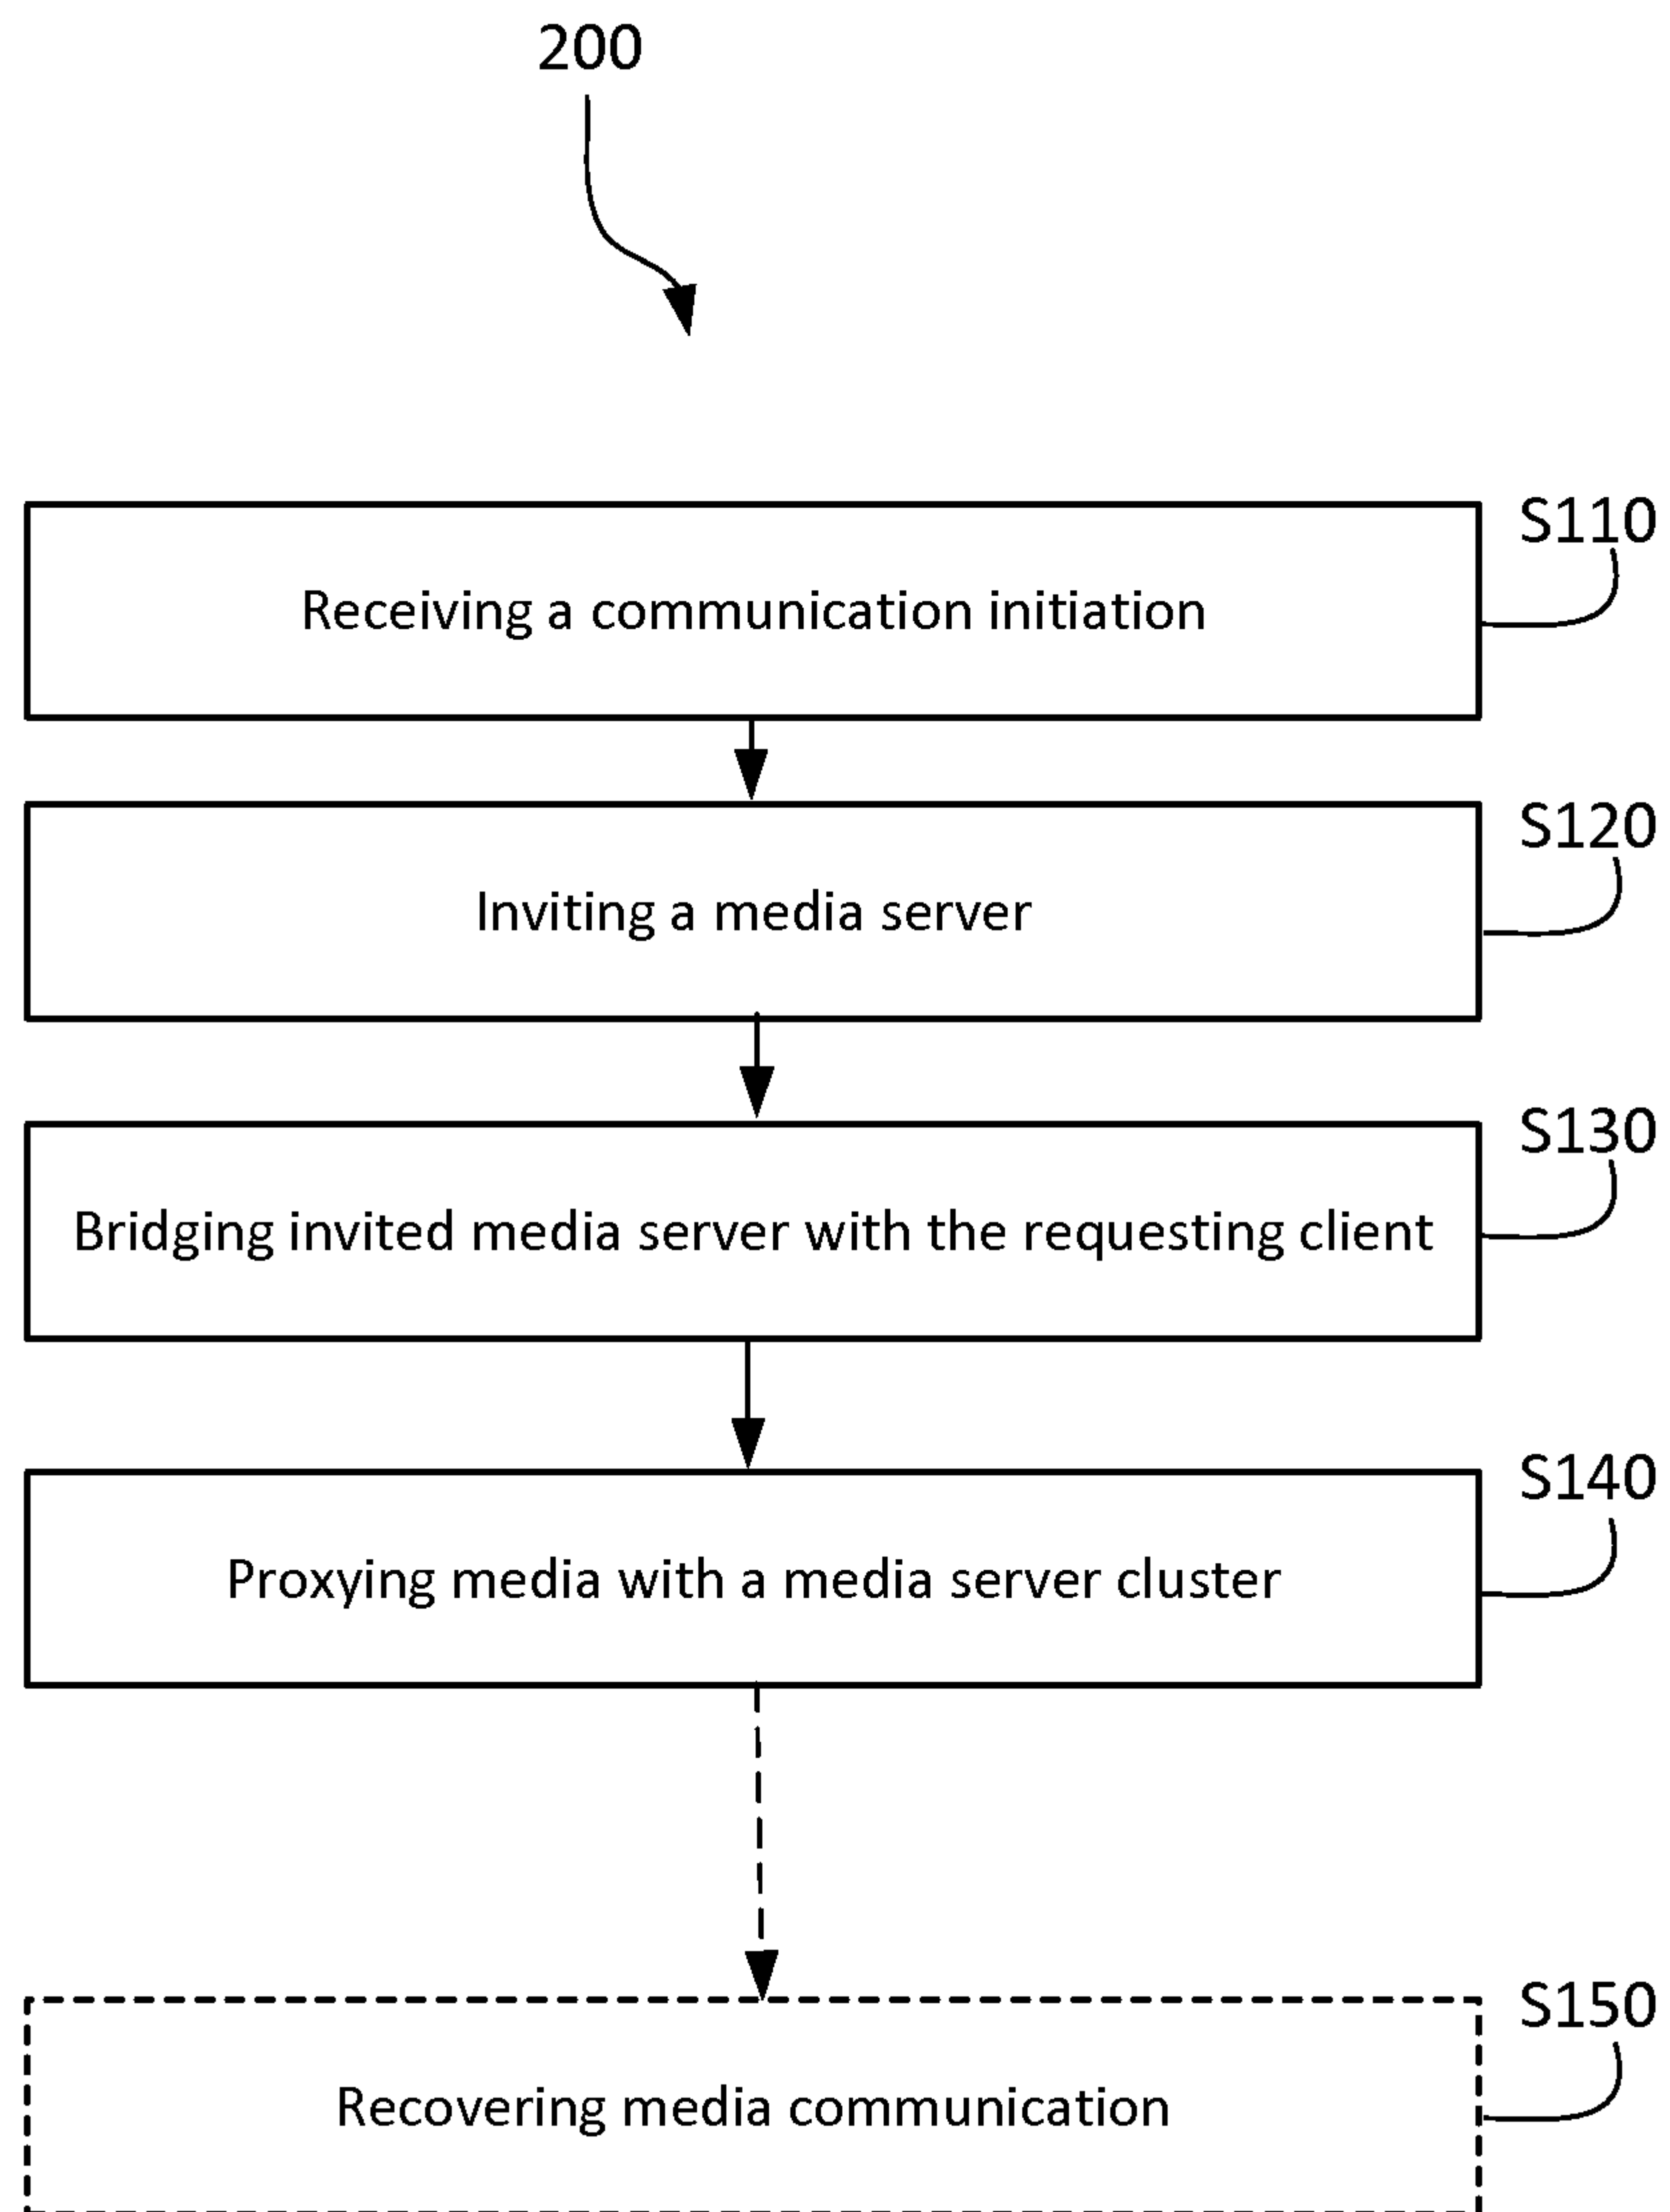 200
S110
Receiving a communication initiation
S120
Inviting a media server
S130
Bridging invited media server with the requesting client
S140
Proxying media with a media server cluster
S150
Recovering media communication